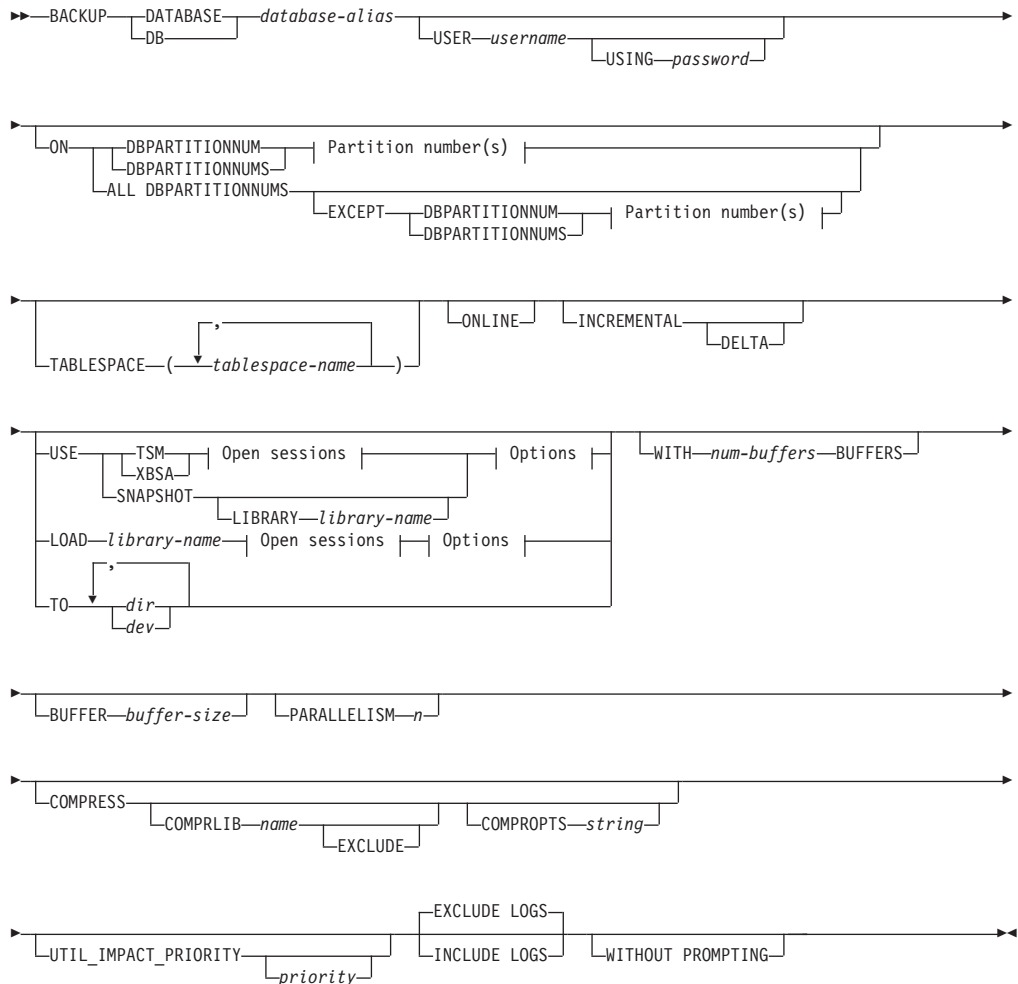 BACKUP DATABASE database-alias
DB USER username
USING password
ON DBPARTITIONNUM Partition number(s)
DBPARTITIONNUMS
ALL DBPARTITIONNUMS
EXCEPT DBPARTITIONNUM Partition number(s)
DBPARTITIONNUMS
, ONLINE INCREMENTAL
DELTA
TABLESPACE ( tablespace-name )
USE TSM Open sessions Options WITH num-buffers BUFFERS
XBSA
SNAPSHOT
LIBRARY library-name
LOAD library-name Open sessions Options
,
TO dir
dev
BUFFER buffer-size PARALLELISM n
COMPRESS
COMPRLIB name COMPROPTS string
EXCLUDE
EXCLUDE LOGS
UTIL_IMPACT_PRIORITY INCLUDE LOGS WITHOUT PROMPTING
priority